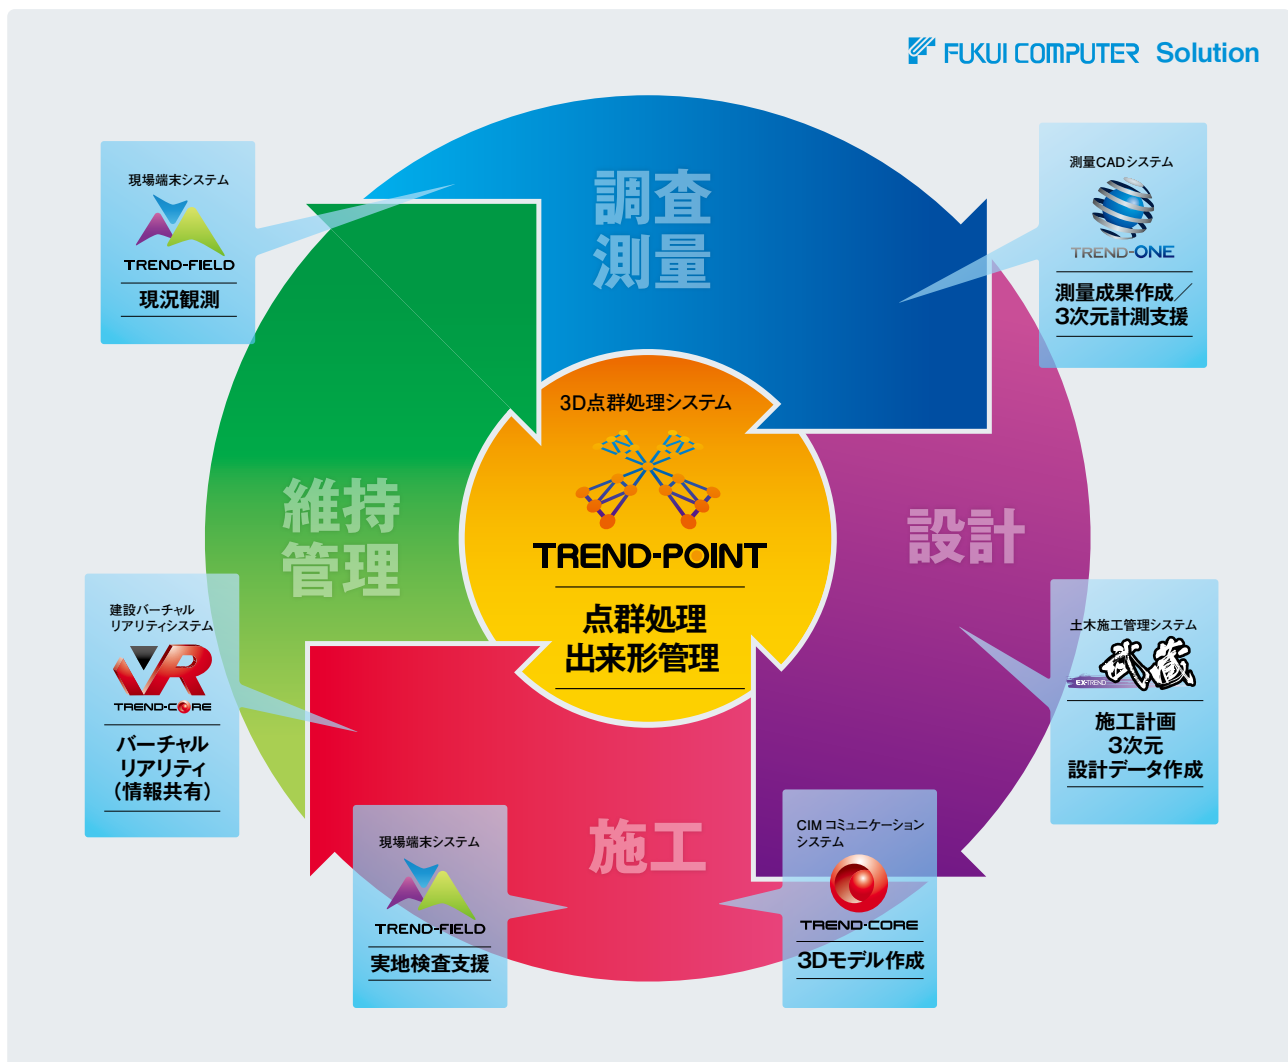 FUKUI COMPUTER Solution
調査
測量
現場端末システム
TREND-FIELD
現況観測
測量CADシステム
TREND-ONE
測量成果作成／
3次元計測支援
3D点群処理システム
TREND-POINT
点群処理
出来形管理
維持
管理
設計
建設バーチャル
リアリティシステム
VR
TREND-CORE
バーチャル
リアリティ
（情報共有）
土木施工管理システム
EX-TREND
武蔵
施工計画
3次元
設計データ作成
施工
現場端末システム
TREND-FIELD
実地検査支援
CIM コミュニケーション
システム
TREND-CORE
3Dモデル作成